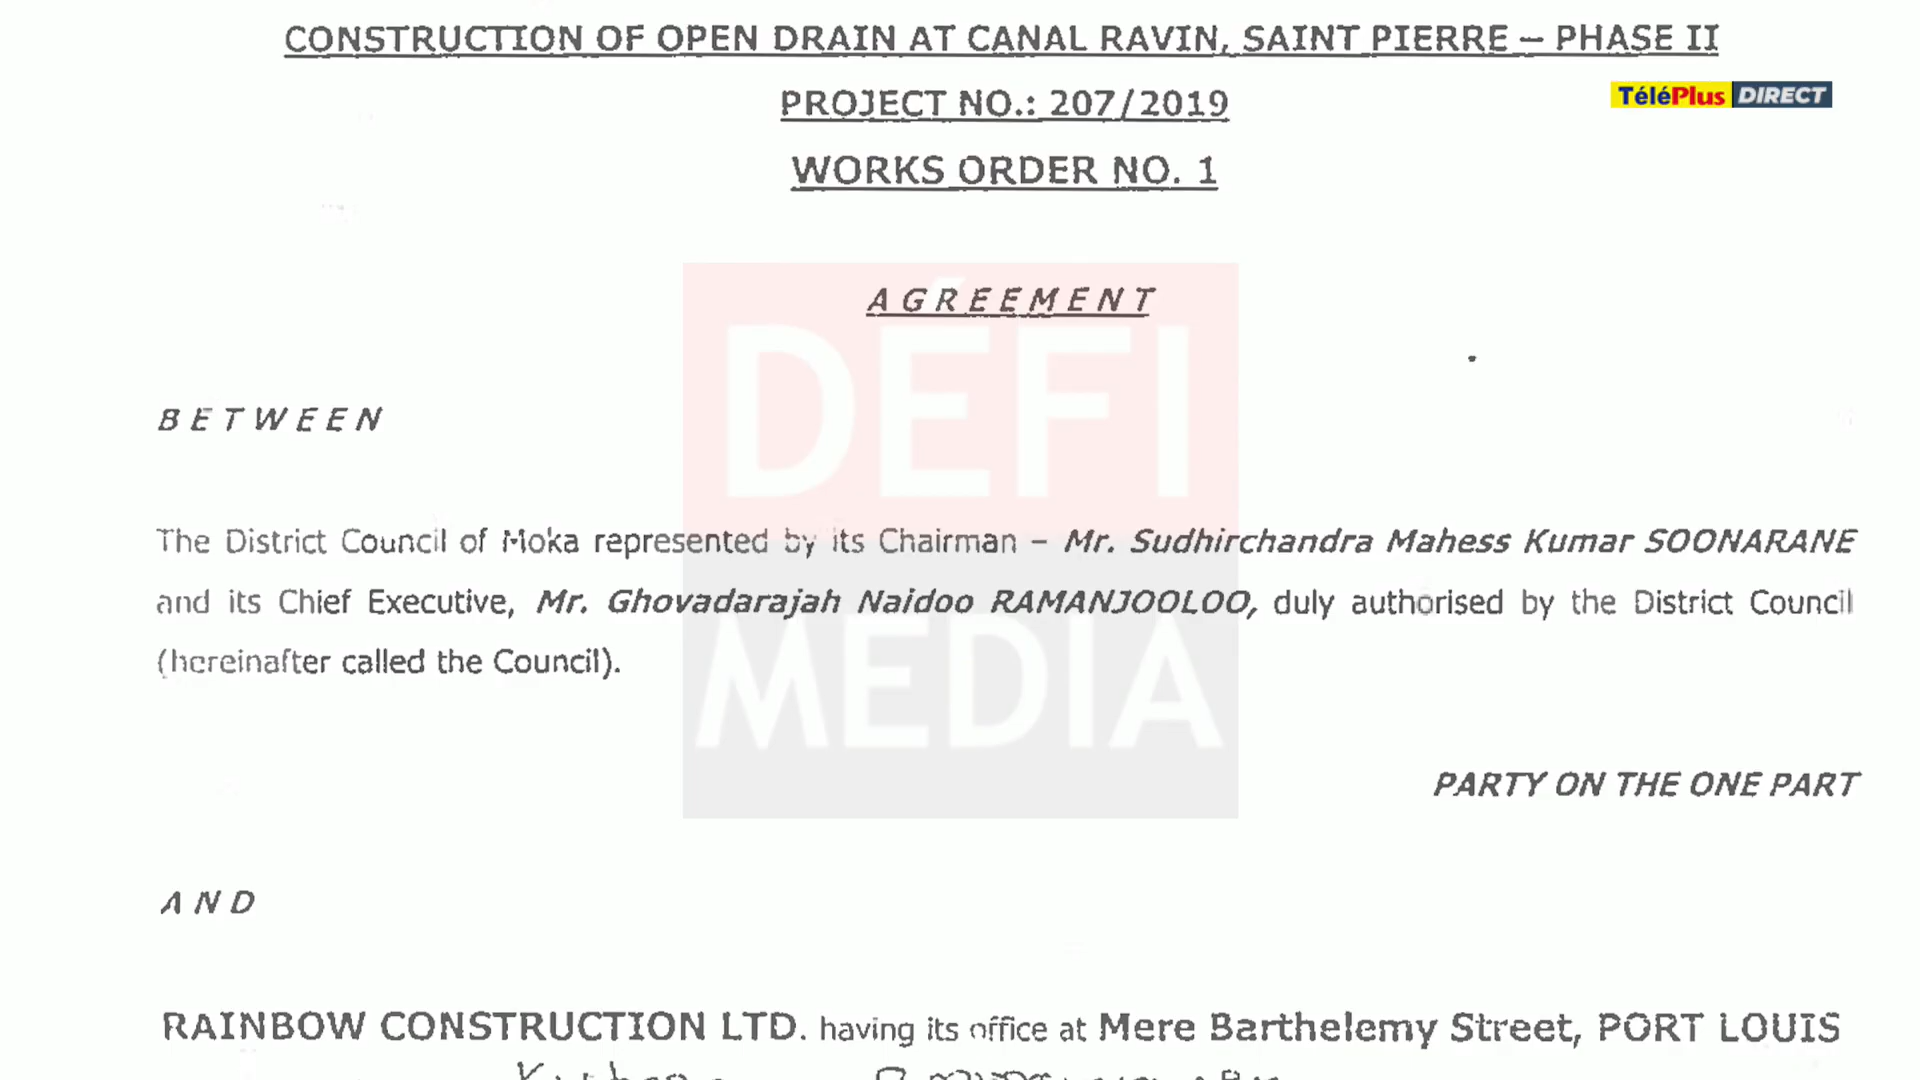 CONSTRUCTION OF OPEN DRAIN AT CANAL RAVIN, SAINT PIERRE – PHASE II
PROJECT NO.: 207/2019
TéléPlus DIRECT
WORKS ORDER NO. 1
AGREEMENT
DÉFI
MEDIA
BETWEEN
The District Council of Moka represented by its Chairman – Mr. Sudhirchandra Mahess Kumar SOONARANE
and its Chief Executive, Mr. Ghovadarajah Naidoo RAMANJOOLOO, duly authorised by the District Council
(hereinafter called the Council).
PARTY ON THE ONE PART
AND
RAINBOW CONSTRUCTION LTD. having its office at Mere Barthelemy Street, PORT LOUIS